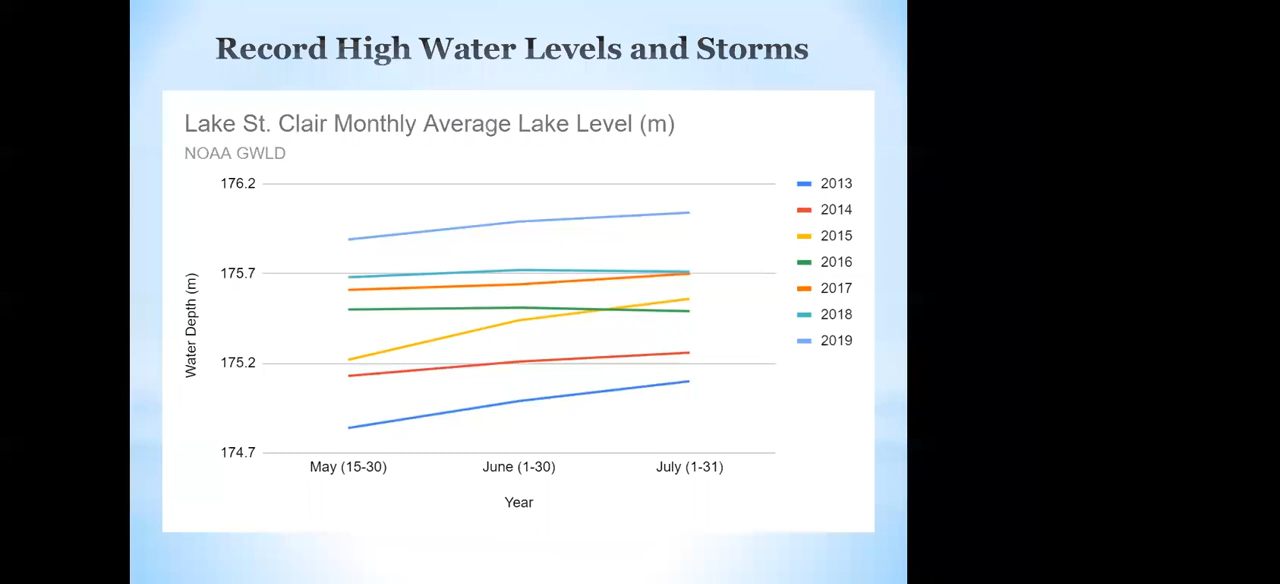 Record High Water Levels and Storms
Lake St. Clair Monthly Average Lake Level (m)
NOAA GWLD
176.2
175.7
175.2
174.7
Water Depth (m)
May (15-30)
June (1-30)
July (1-31)
Year
2013
2014
2015
2016
2017
2018
2019